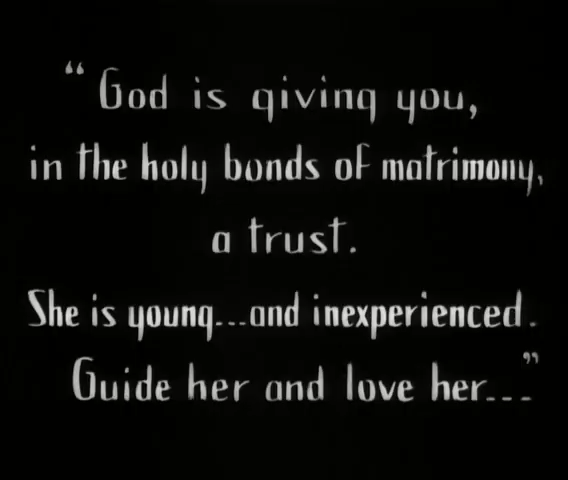 “God is giving you,
in the holy bonds of matrimony,
a trust.
She is young...and inexperienced.
Guide her and love her...”